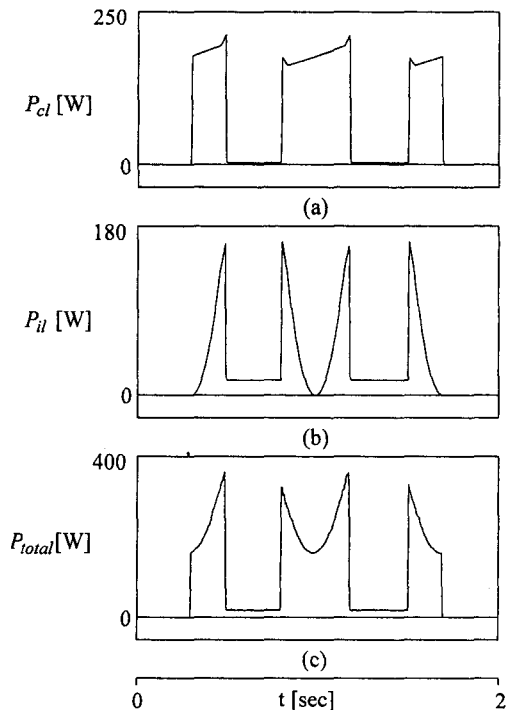 250
P_cl [W]
0
(a)
180
P_il [W]
0
(b)
400
P_total [W]
0
(c)
0 t [sec] 2